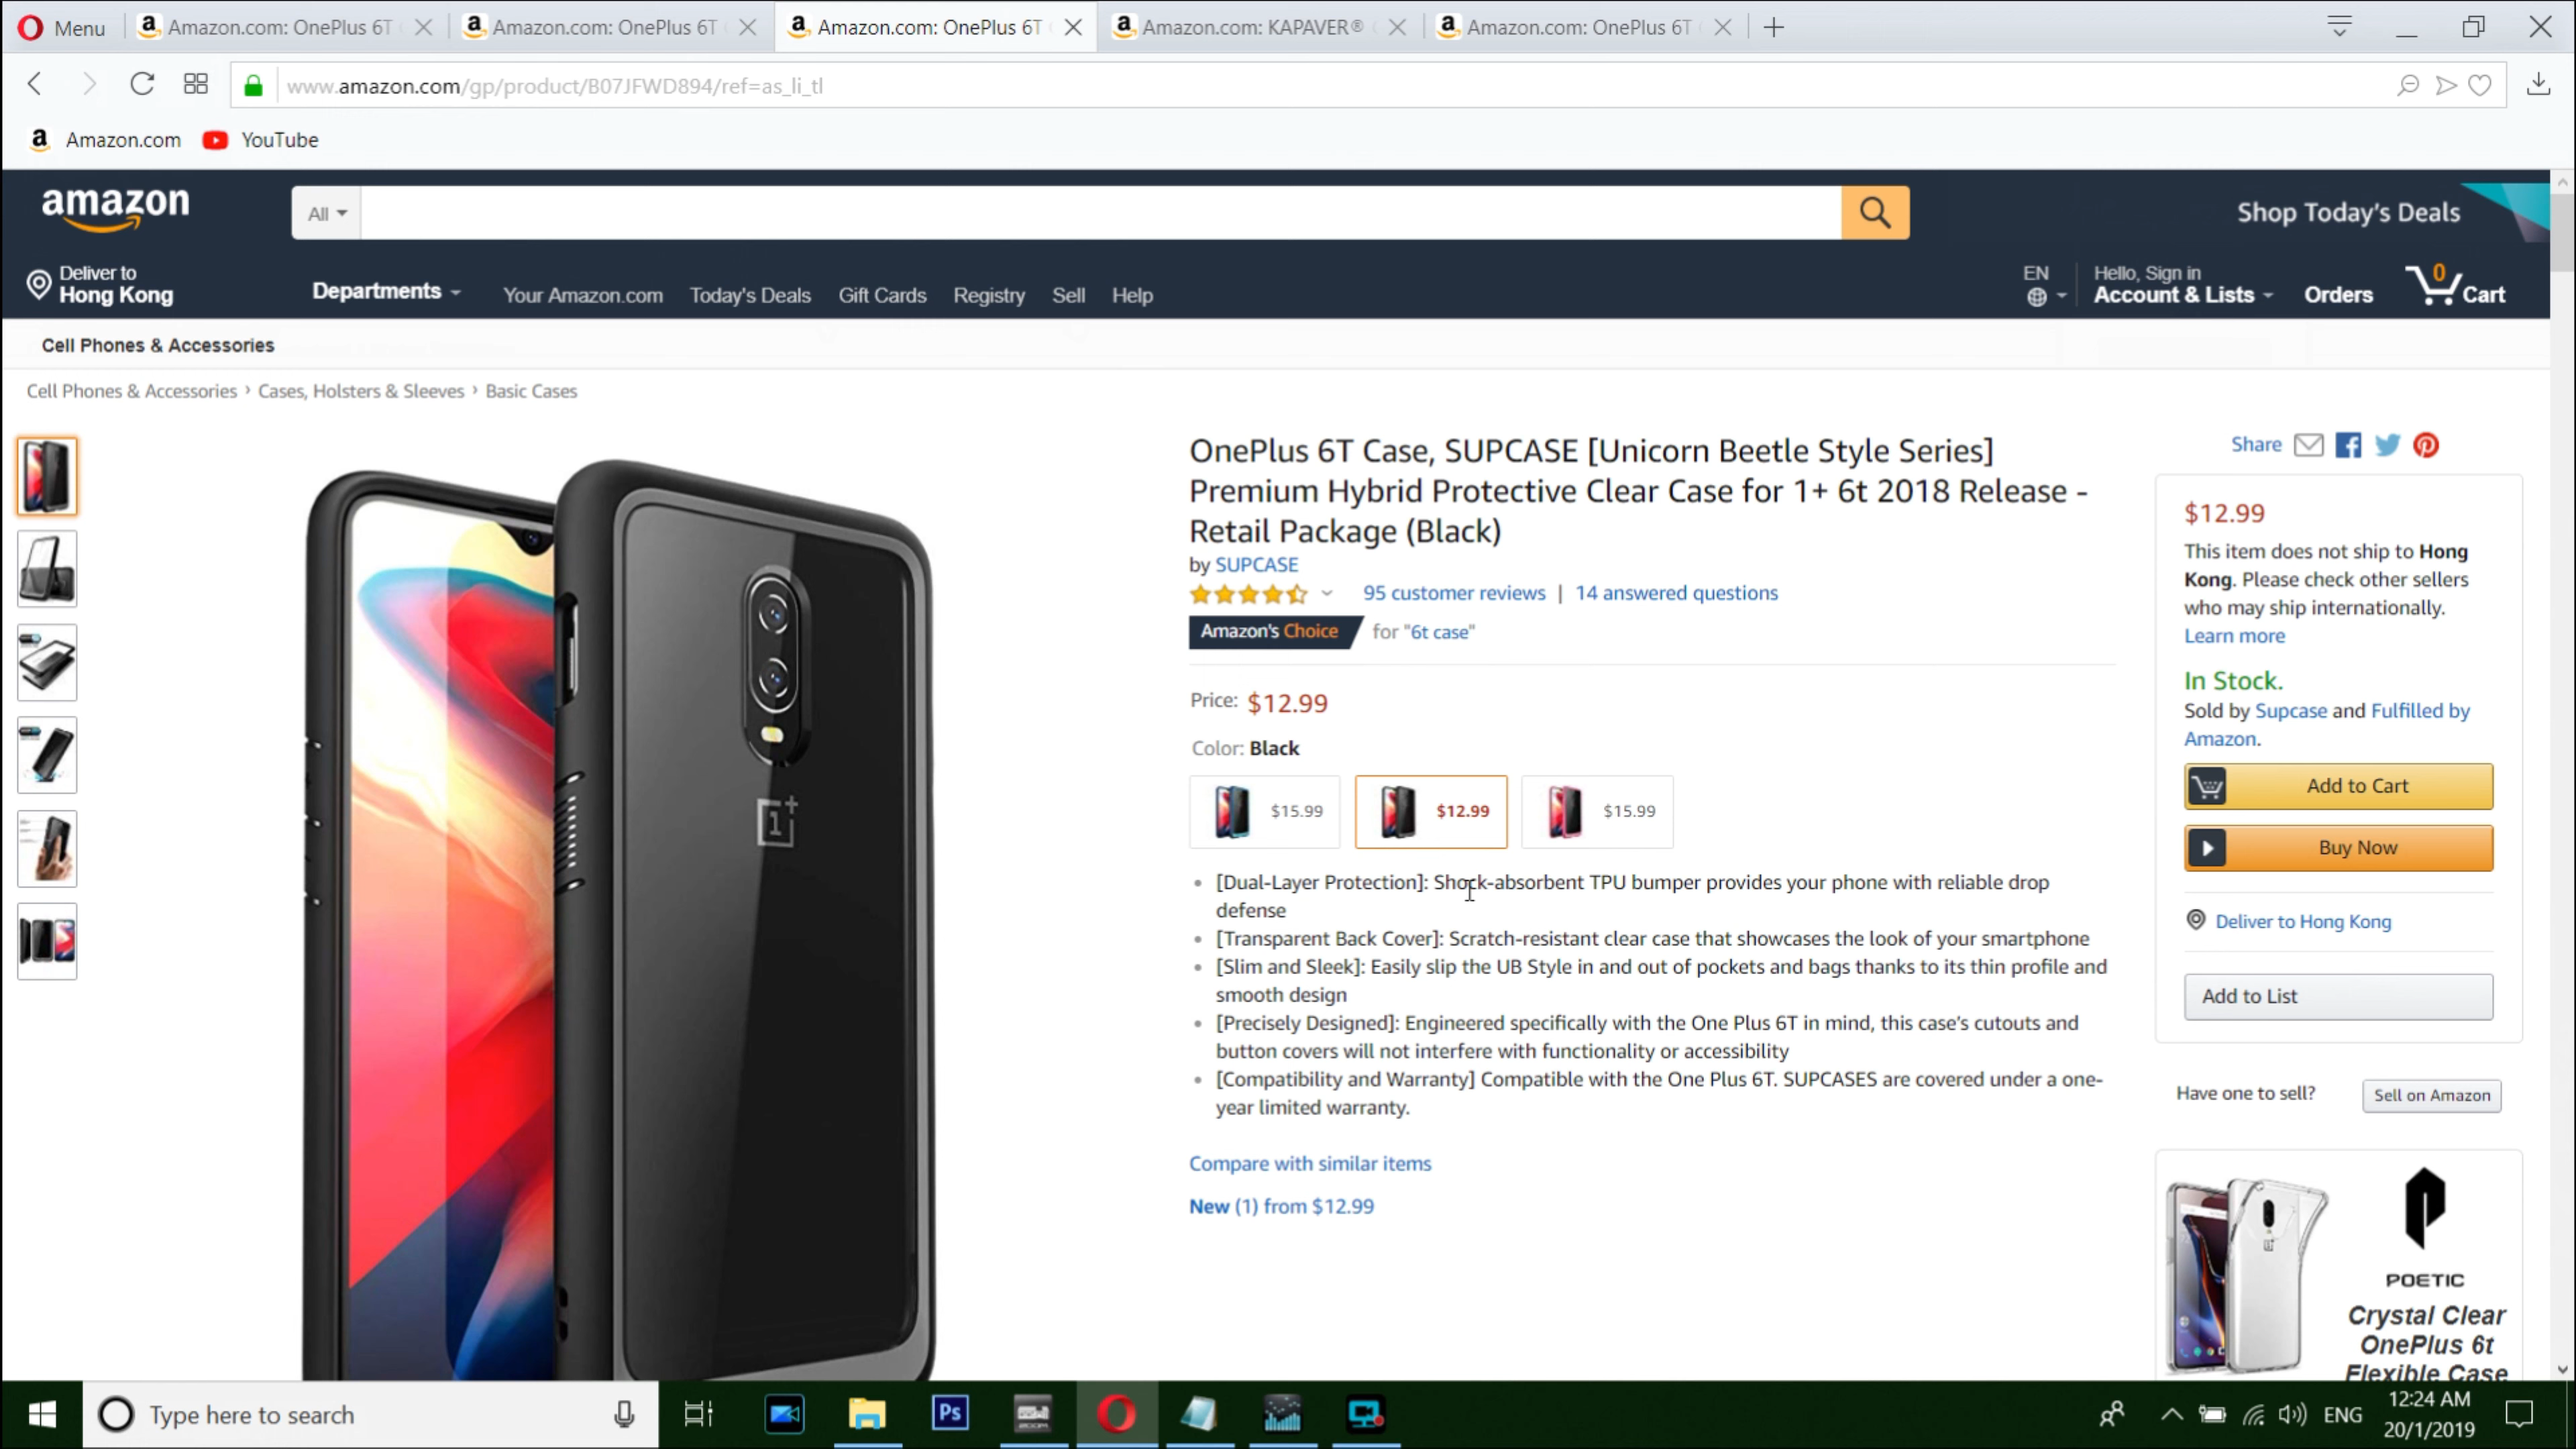 Menu
Amazon.com: OnePlus 6T
Amazon.com: OnePlus 6T
Amazon.com: OnePlus 6T
Amazon.com: KAPAVER®
Amazon.com: OnePlus 6T
www.amazon.com/gp/product/B07JFWD894/ref=as_li_tl
Amazon.com
YouTube
amazon
All
Shop Today's Deals
Deliver to
Hong Kong
Departments
Your Amazon.com
Today's Deals
Gift Cards
Registry
Sell
Help
EN
Hello, Sign in
Account & Lists
Orders
0
Cart
Cell Phones & Accessories
Cell Phones & Accessories › Cases, Holsters & Sleeves › Basic Cases
OnePlus 6T Case, SUPCASE [Unicorn Beetle Style Series]
Premium Hybrid Protective Clear Case for 1+ 6t 2018 Release -
Retail Package (Black)
by SUPCASE
95 customer reviews | 14 answered questions
Amazon's Choice for "6t case"
Price: $12.99
Color: Black
$15.99
$12.99
$15.99
[Dual-Layer Protection]: Shock-absorbent TPU bumper provides your phone with reliable drop
defense
[Transparent Back Cover]: Scratch-resistant clear case that showcases the look of your smartphone
[Slim and Sleek]: Easily slip the UB Style in and out of pockets and bags thanks to its thin profile and
smooth design
[Precisely Designed]: Engineered specifically with the One Plus 6T in mind, this case's cutouts and
button covers will not interfere with functionality or accessibility
[Compatibility and Warranty] Compatible with the One Plus 6T. SUPCASES are covered under a one-
year limited warranty.
Compare with similar items
New (1) from $12.99
Share
$12.99
This item does not ship to Hong
Kong. Please check other sellers
who may ship internationally.
Learn more
In Stock.
Sold by Supcase and Fulfilled by
Amazon.
Add to Cart
Buy Now
Deliver to Hong Kong
Add to List
Have one to sell?
Sell on Amazon
POETIC
Crystal Clear
OnePlus 6t
Flexible Case
Type here to search
Ps
ENG
12:24 AM
20/1/2019